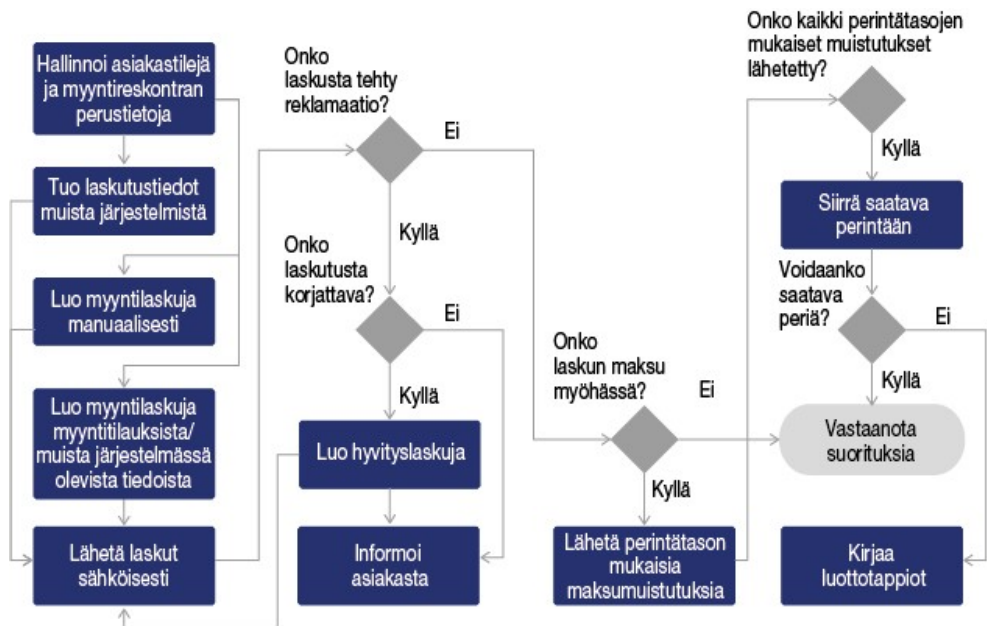 Hallinnoi asiakastilejä
ja myyntireskontran
perustietoja
Tuo laskutustiedot
muista järjestelmistä
Luo myyntilaskuja
manuaalisesti
Luo myyntilaskuja
myyntitilauksista/
muista järjestelmässä
olevista tiedoista
Lähetä laskut
sähköisesti
Onko
laskusta tehty
reklamaatio?
Ei
Kyllä
Onko
laskutusta
korjattava?
Ei
Kyllä
Luo hyvityslaskuja
Informoi
asiakasta
Onko
laskun maksu
myöhässä?
Ei
Kyllä
Lähetä perintätason
mukaisia
maksumuistutuksia
Onko kaikki perintätasojen
mukaiset muistutukset
lähetetty?
Kyllä
Siirrä saatava
perintään
Voidaanko
saatava
periä?
Ei
Kyllä
Vastaanota
suorituksia
Kirjaa
luottotappiot